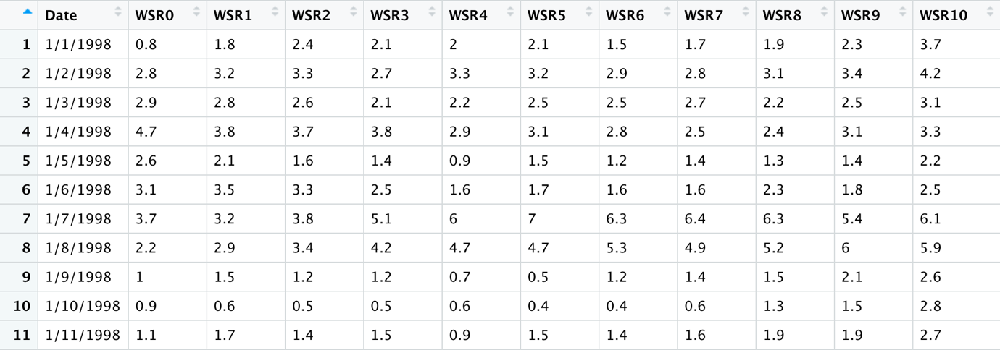 Date WSR0 WSR1 WSR2 WSR3 WSR4 WSR5 WSR6 WSR7 WSR8 WSR9 WSR10
1 1/1/1998 0.8 1.8 2.4 2.1 2 2.1 1.5 1.7 1.9 2.3 3.7
2 1/2/1998 2.8 3.2 3.3 2.7 3.3 3.2 2.9 2.8 3.1 3.4 4.2
3 1/3/1998 2.9 2.8 2.6 2.1 2.2 2.5 2.5 2.7 2.2 2.5 3.1
4 1/4/1998 4.7 3.8 3.7 3.8 2.9 3.1 2.8 2.5 2.4 3.1 3.3
5 1/5/1998 2.6 2.1 1.6 1.4 0.9 1.5 1.2 1.4 1.3 1.4 2.2
6 1/6/1998 3.1 3.5 3.3 2.5 1.6 1.7 1.6 1.6 2.3 1.8 2.5
7 1/7/1998 3.7 3.2 3.8 5.1 6 7 6.3 6.4 6.3 5.4 6.1
8 1/8/1998 2.2 2.9 3.4 4.2 4.7 4.7 5.3 4.9 5.2 6 5.9
9 1/9/1998 1 1.5 1.2 1.2 0.7 0.5 1.2 1.4 1.5 2.1 2.6
10 1/10/1998 0.9 0.6 0.5 0.5 0.6 0.4 0.4 0.6 1.3 1.5 2.8
11 1/11/1998 1.1 1.7 1.4 1.5 0.9 1.5 1.4 1.6 1.9 1.9 2.7